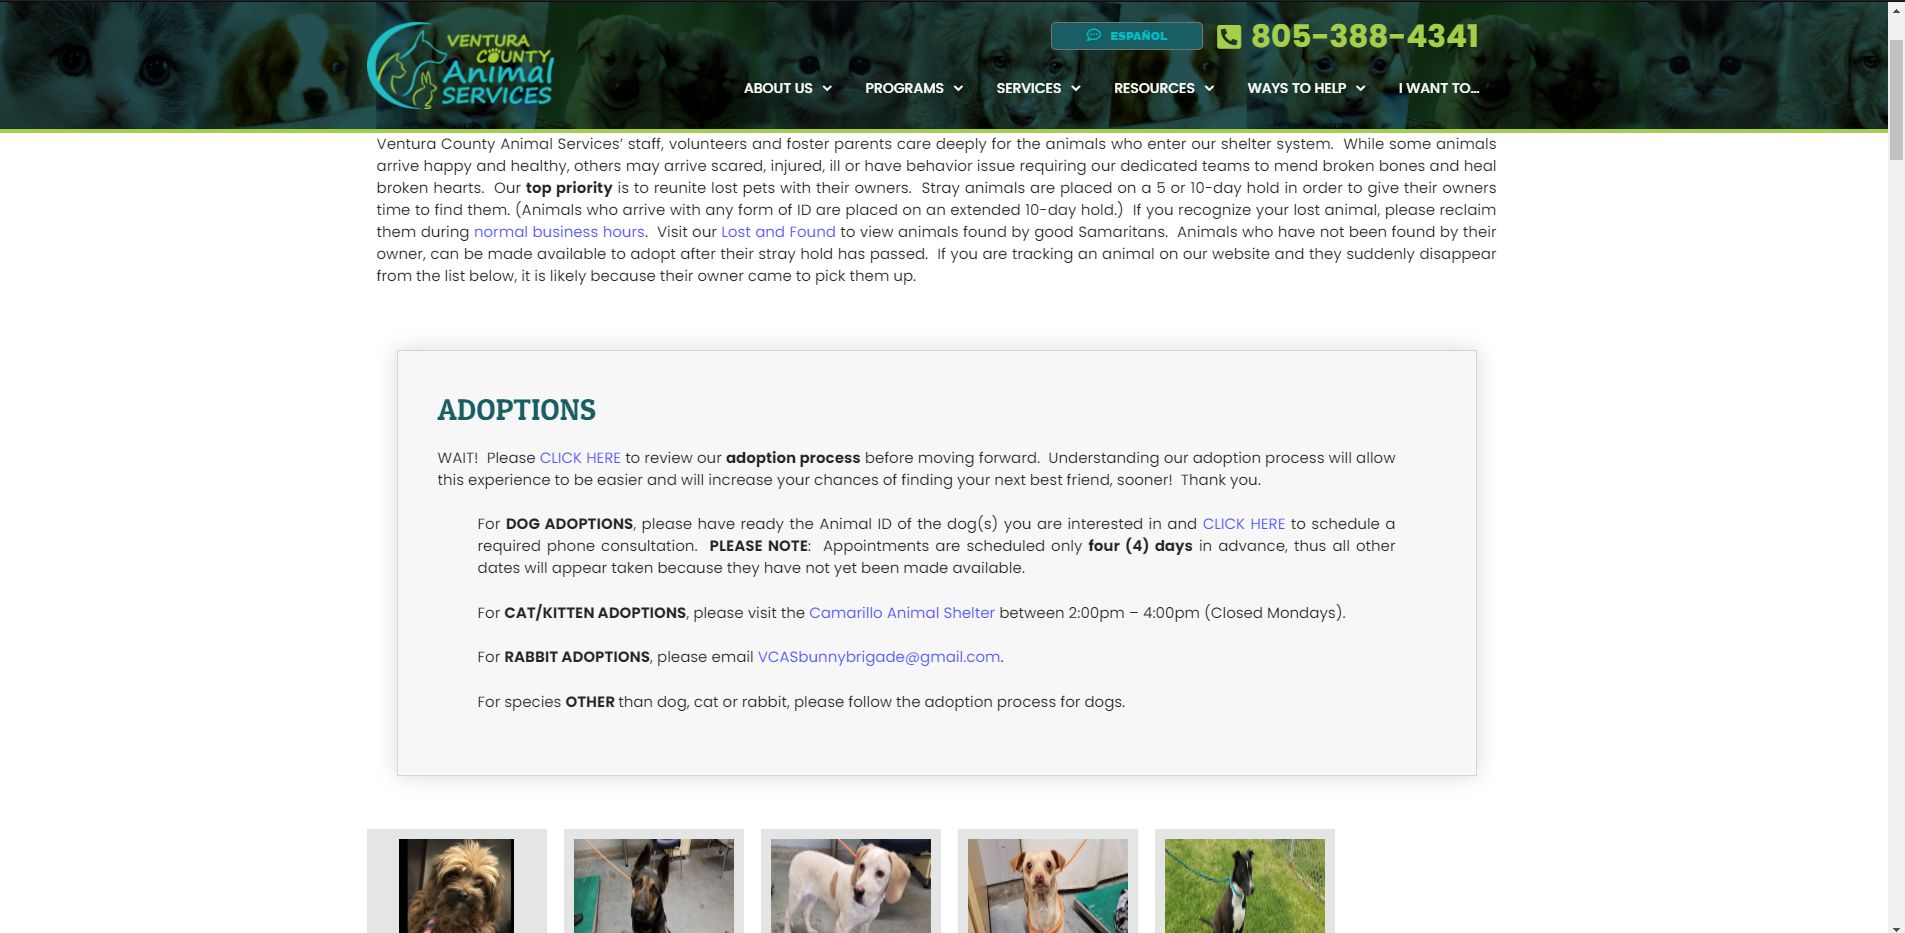 VENTURA
COUNTY
Animal
SERVICES
ESPAÑOL
805-388-4341
ABOUT US
PROGRAMS
SERVICES
RESOURCES
WAYS TO HELP
I WANT TO...
Ventura County Animal Services’ staff, volunteers and foster parents care deeply for the animals who enter our shelter system.  While some animals
arrive happy and healthy, others may arrive scared, injured, ill or have behavior issue requiring our dedicated teams to mend broken bones and heal
broken hearts.  Our top priority is to reunite lost pets with their owners.  Stray animals are placed on a 5 or 10-day hold in order to give their owners
time to find them. (Animals who arrive with any form of ID are placed on an extended 10-day hold.)  If you recognize your lost animal, please reclaim
them during normal business hours.  Visit our Lost and Found to view animals found by good Samaritans.  Animals who have not been found by their
owner, can be made available to adopt after their stray hold has passed.  If you are tracking an animal on our website and they suddenly disappear
from the list below, it is likely because their owner came to pick them up.
ADOPTIONS
WAIT!  Please CLICK HERE to review our adoption process before moving forward.  Understanding our adoption process will allow
this experience to be easier and will increase your chances of finding your next best friend, sooner!  Thank you.
For DOG ADOPTIONS, please have ready the Animal ID of the dog(s) you are interested in and CLICK HERE to schedule a
required phone consultation.  PLEASE NOTE:  Appointments are scheduled only four (4) days in advance, thus all other
dates will appear taken because they have not yet been made available.
For CAT/KITTEN ADOPTIONS, please visit the Camarillo Animal Shelter between 2:00pm – 4:00pm (Closed Mondays).
For RABBIT ADOPTIONS, please email VCASbunnybrigade@gmail.com.
For species OTHER than dog, cat or rabbit, please follow the adoption process for dogs.